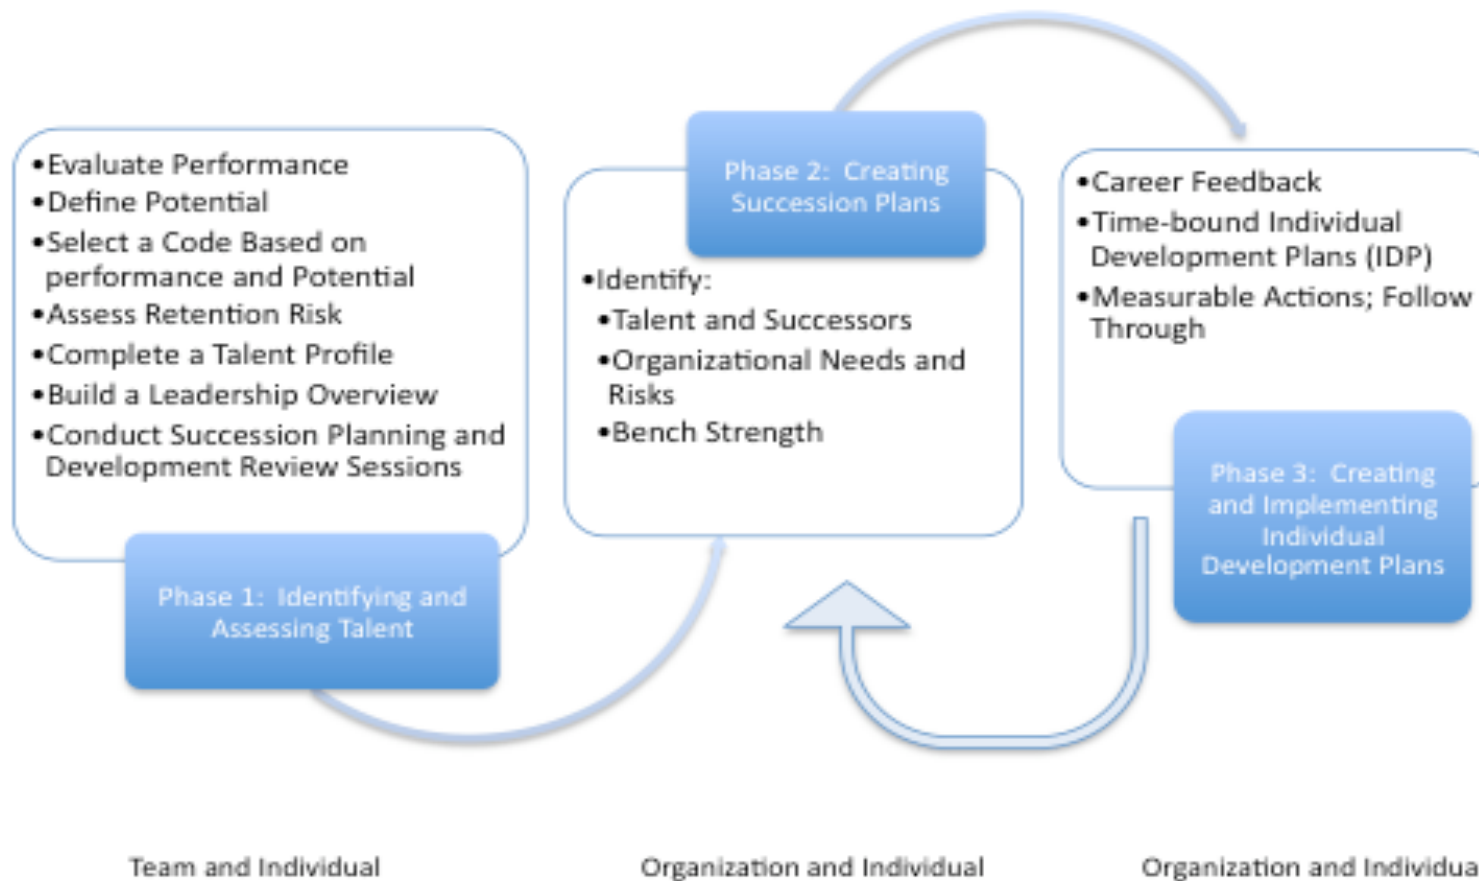 •Evaluate Performance
•Define Potential
•Select a Code Based on
performance and Potential
•Assess Retention Risk
•Complete a Talent Profile
•Build a Leadership Overview
•Conduct Succession Planning and
Development Review Sessions
Phase 1: Identifying and
Assessing Talent
Phase 2: Creating
Succession Plans
•Identify:
•Talent and Successors
•Organizational Needs and
Risks
•Bench Strength
•Career Feedback
•Time-bound Individual
Development Plans (IDP)
•Measurable Actions; Follow
Through
Phase 3: Creating
and Implementing
Individual
Development Plans
Team and Individual
Organization and Individual
Organization and Individua